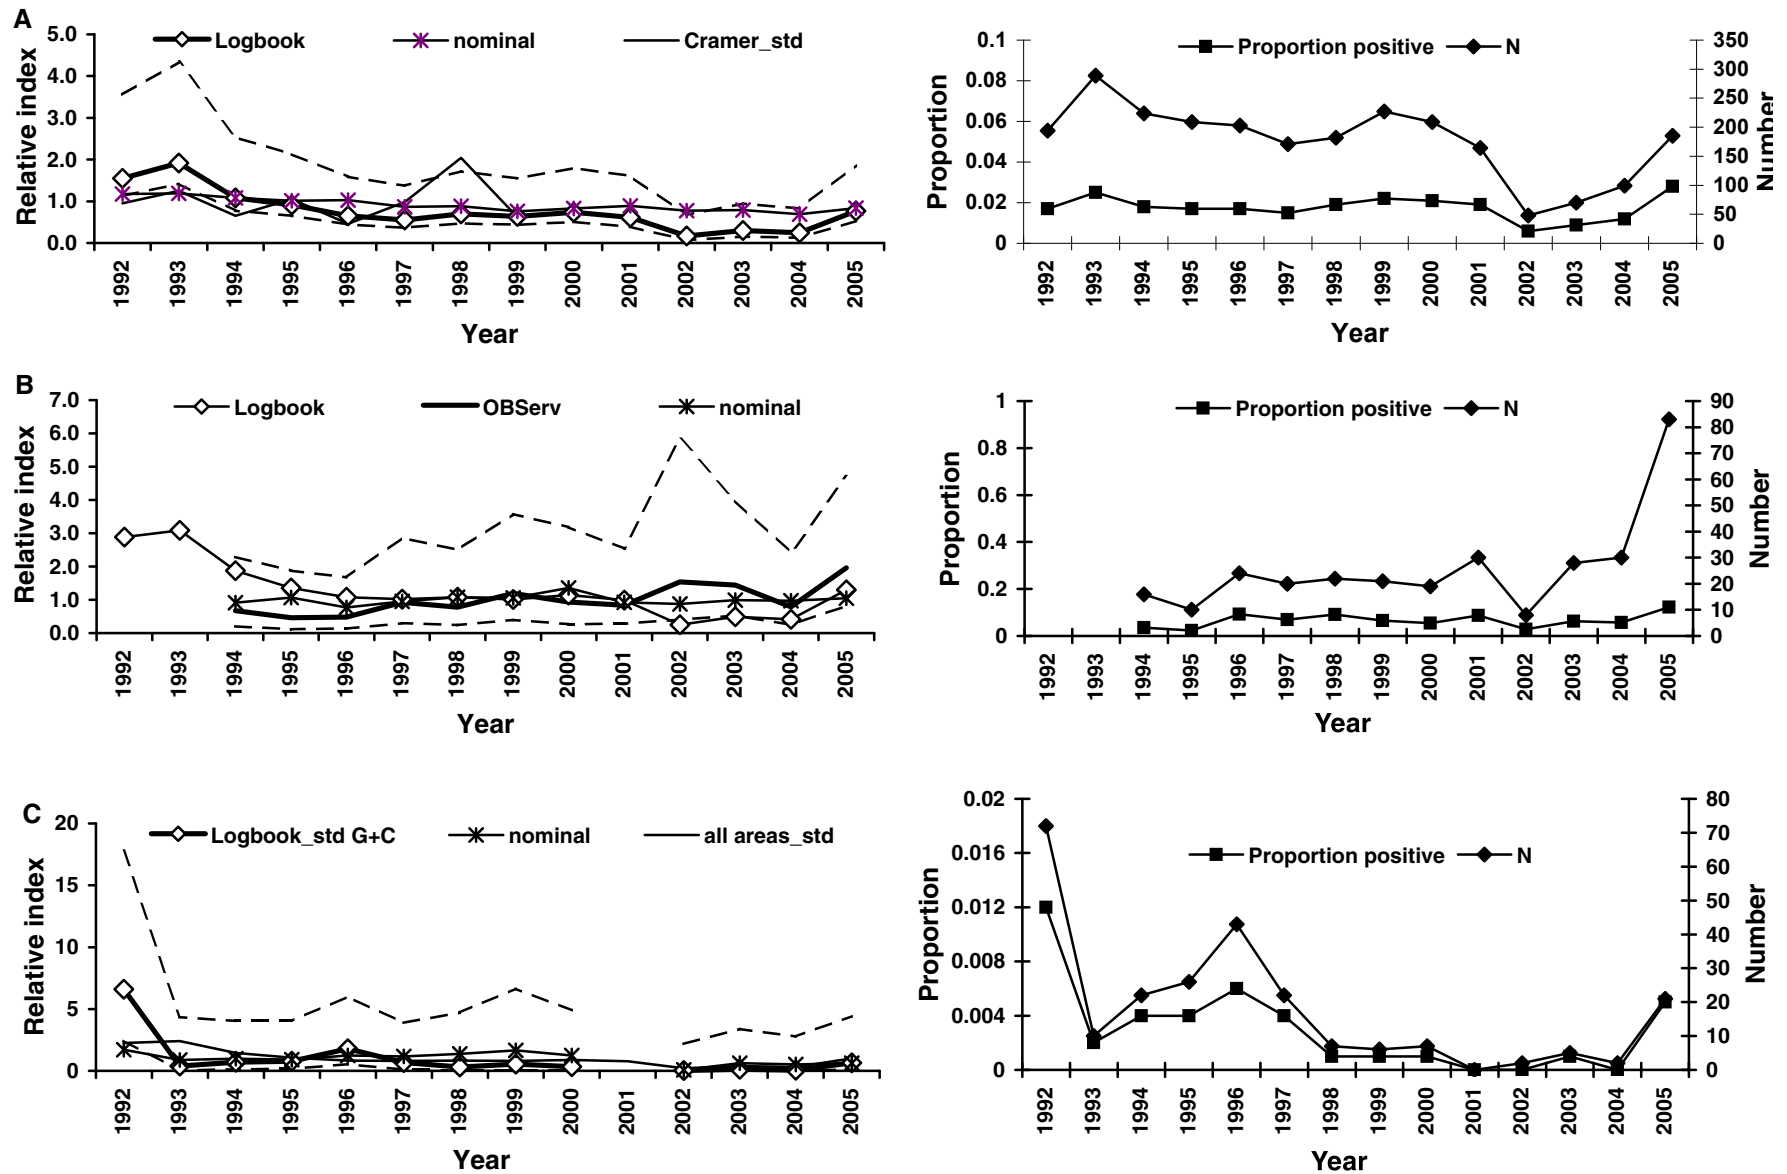 A
Logbook nominal Cramer_std
5.0
4.0
3.0
2.0
1.0
0.0
Relative index
1992 1993 1994 1995 1996 1997 1998 1999 2000 2001 2002 2003 2004 2005
Year
Proportion positive N
0.1
0.08
0.06
0.04
0.02
0
Proportion
350
300
250
200
150
100
50
0
Number
1992 1993 1994 1995 1996 1997 1998 1999 2000 2001 2002 2003 2004 2005
Year
B
Logbook OBServ nominal
7.0
6.0
5.0
4.0
3.0
2.0
1.0
0.0
Relative index
1992 1993 1994 1995 1996 1997 1998 1999 2000 2001 2002 2003 2004 2005
Year
Proportion positive N
1
0.8
0.6
0.4
0.2
0
Proportion
90
80
70
60
50
40
30
20
10
0
Number
1992 1993 1994 1995 1996 1997 1998 1999 2000 2001 2002 2003 2004 2005
Year
C
Logbook_std G+C nominal all areas_std
20
15
10
5
0
Relative index
1992 1993 1994 1995 1996 1997 1998 1999 2000 2001 2002 2003 2004 2005
Year
Proportion positive N
0.02
0.016
0.012
0.008
0.004
0
Proportion
80
70
60
50
40
30
20
10
0
Number
1992 1993 1994 1995 1996 1997 1998 1999 2000 2001 2002 2003 2004 2005
Year